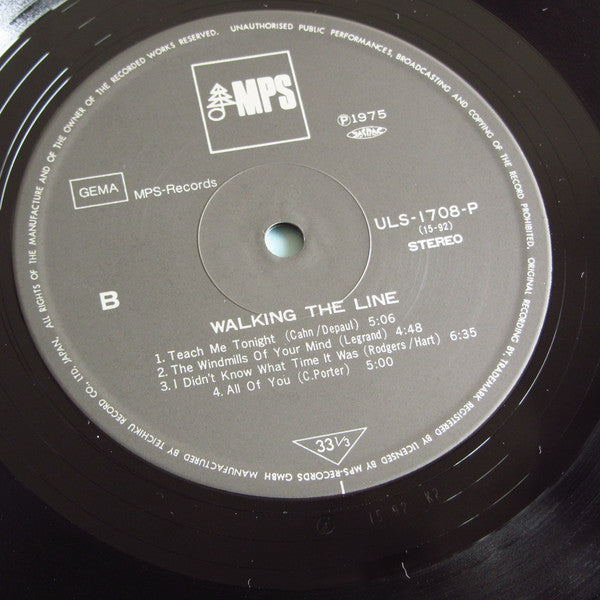 ALL RIGHTS OF THE MANUFACTURE AND OF THE OWNER OF THE RECORDED WORKS RESERVED. UNAUTHORISED PUBLIC PERFORMANCES, BROADCASTING AND COPYING OF THE RECORD PROHIBITED.
MPS
Ⓟ1975
GEMA
MPS-Records
ULS-1708-P
(15-92)
STEREO
B
WALKING THE LINE
1. Teach Me Tonight (Cahn/Depaul) 5:06
2. The Windmills Of Your Mind (Legrand) 4:48
3. I Didn't Know What Time It Was (Rodgers/Hart) 6:35
4. All Of You (C.Porter) 5:00
33 1/3
MANUFACTURED BY TEICHIKU RECORD CO., LTD. JAPAN.
ORIGINAL RECORDING BY TRADEMARK REGISTERED BY LICENSED BY MPS-RECORDS GMBH